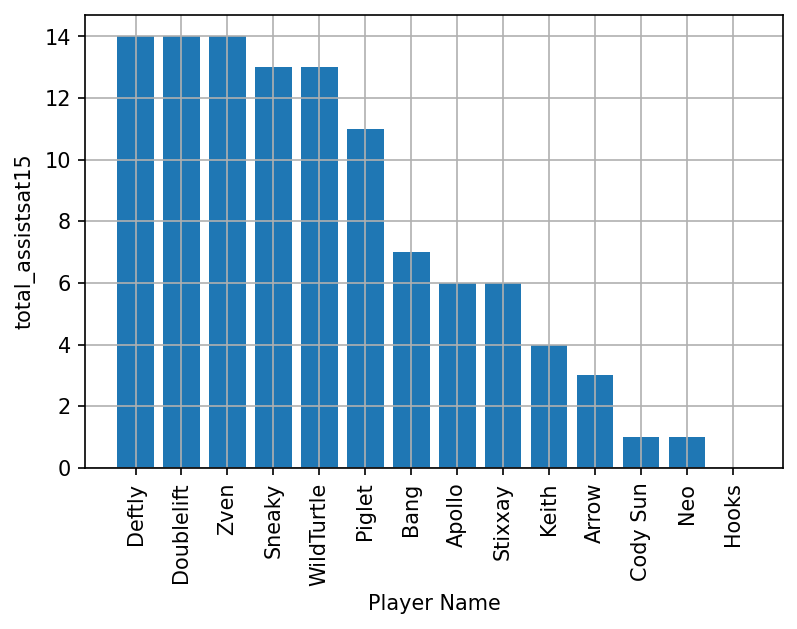 14
12
10
8
6
4
2
0
total_assistsat15
Deftly
Doublelift
Zven
Sneaky
WildTurtle
Piglet
Bang
Apollo
Stixxay
Keith
Arrow
Cody Sun
Neo
Hooks
Player Name